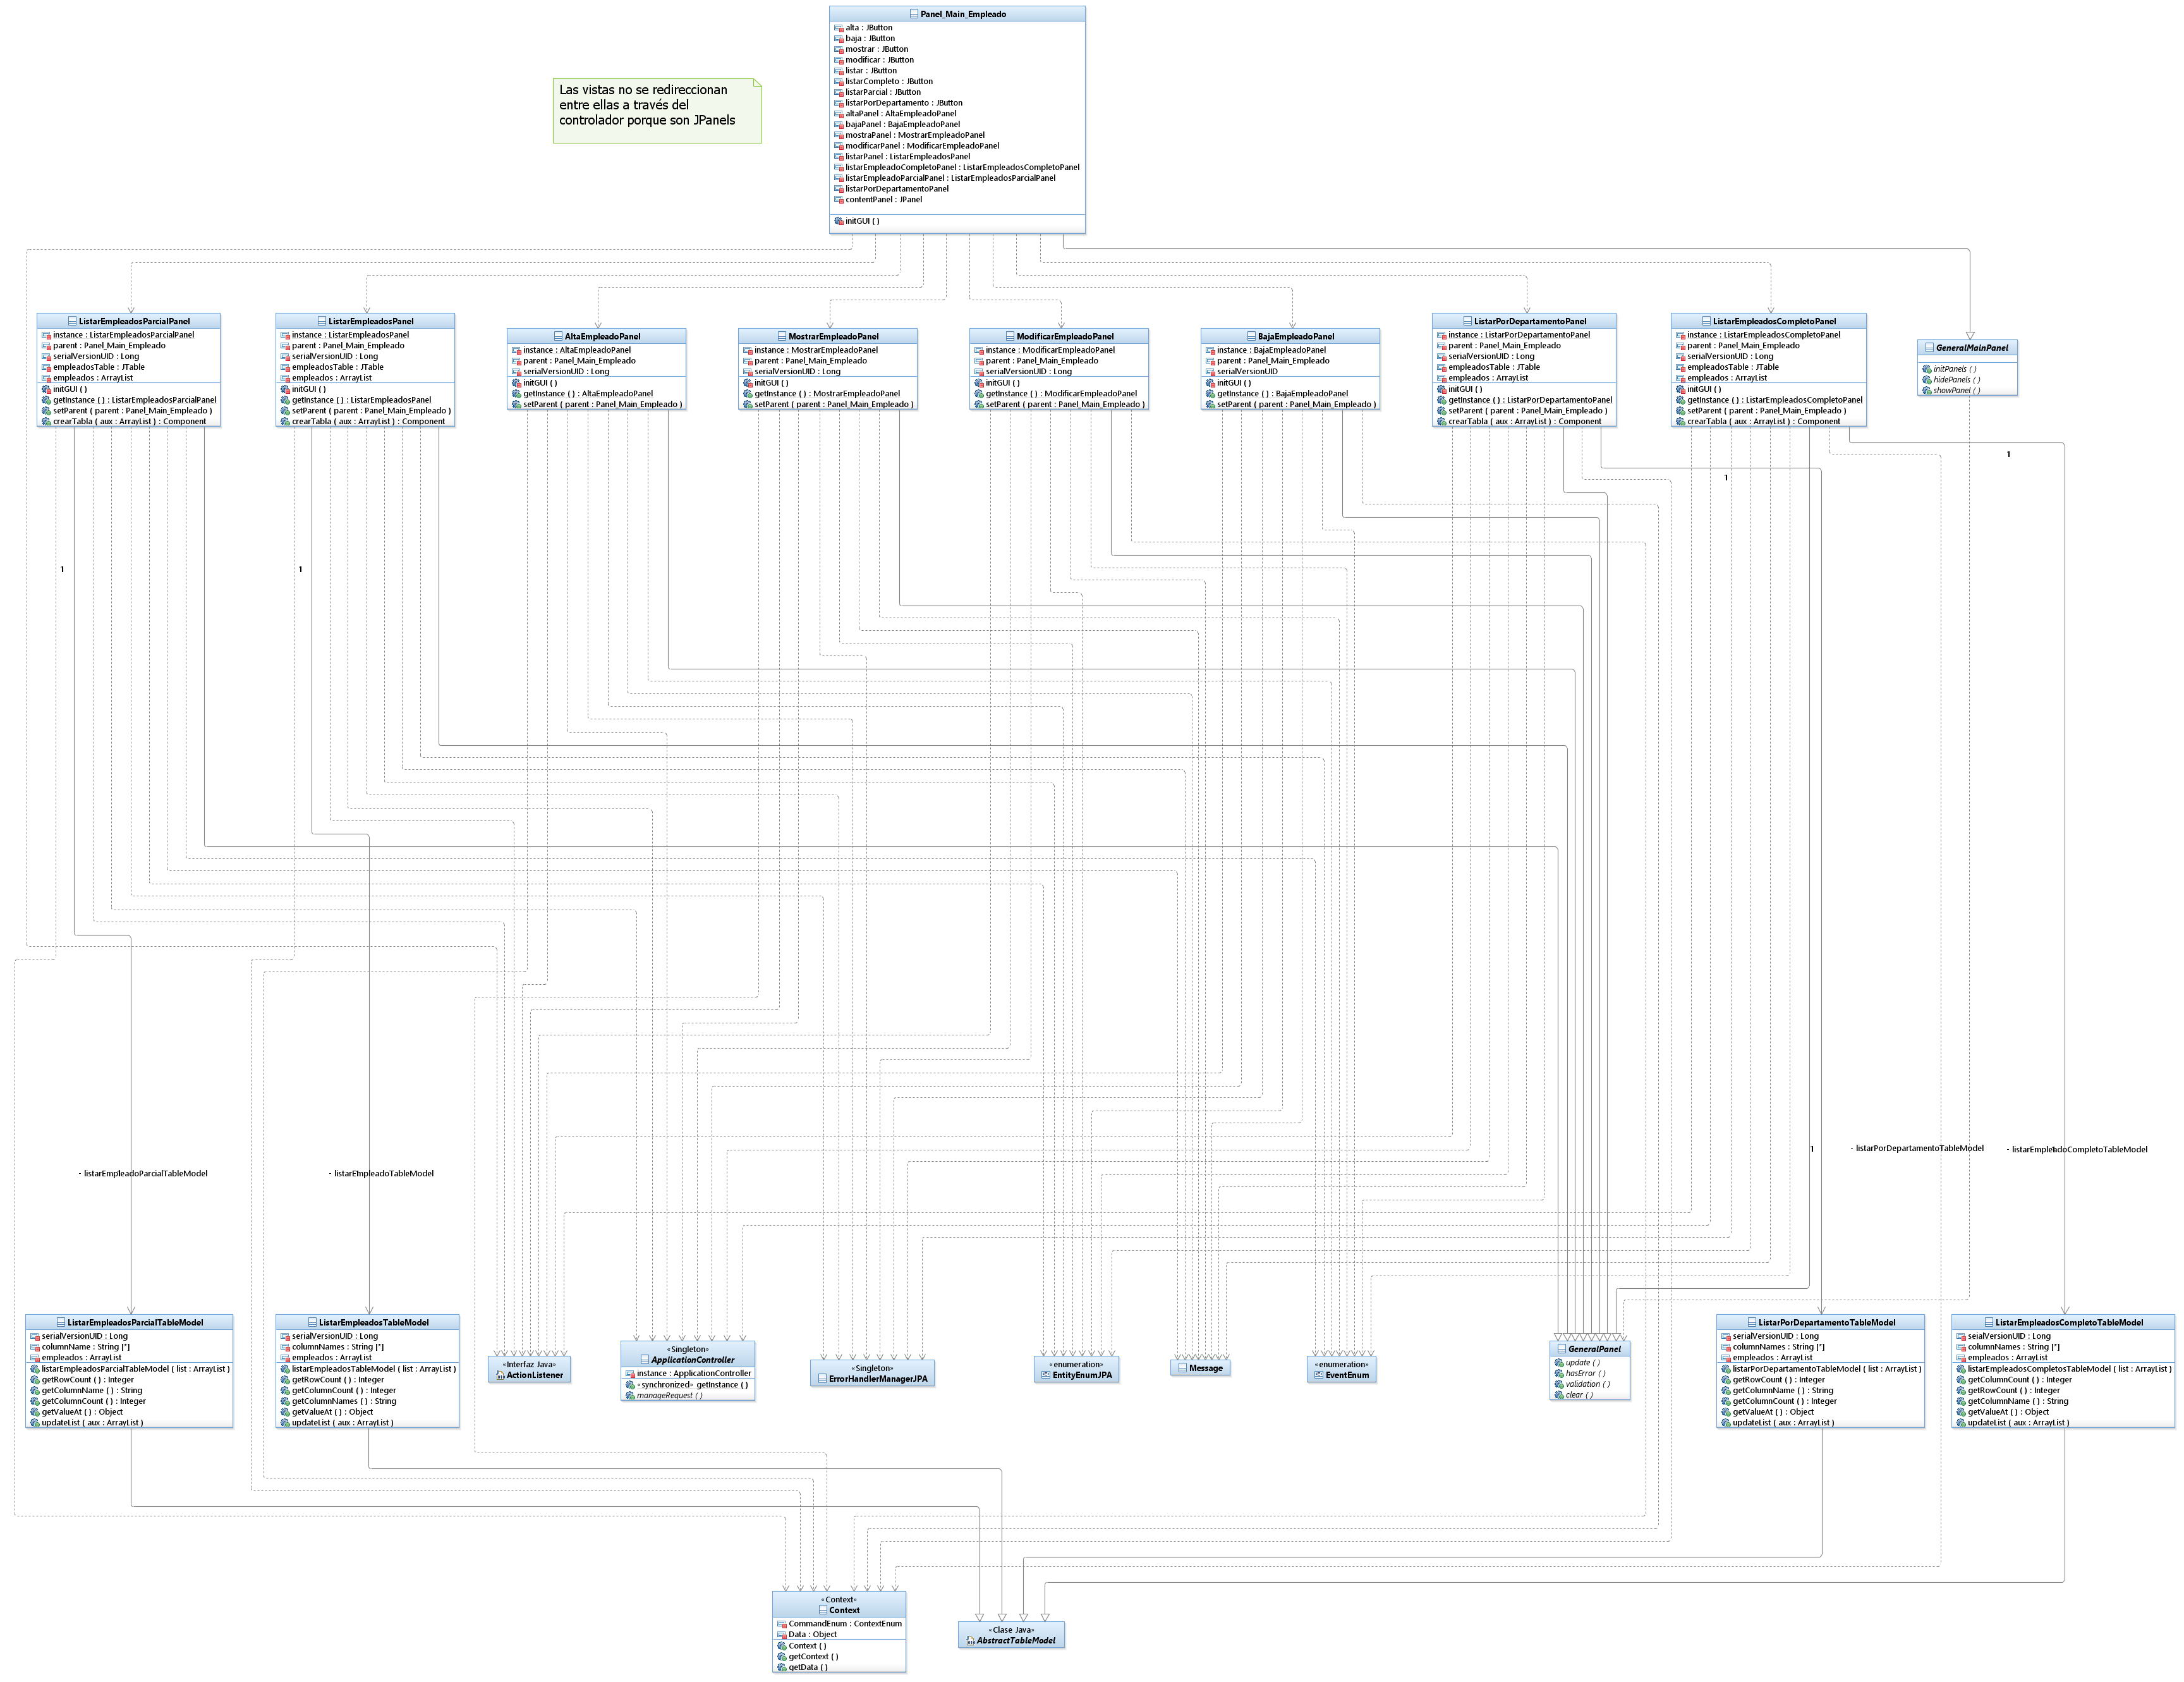 Panel_Main_Empleado
alta : JButton
baja : JButton
mostrar : JButton
modificar : JButton
listar : JButton
listarCompleto : JButton
listarParcial : JButton
listarPorDepartamento : JButton
altaPanel : AltaEmpleadoPanel
bajaPanel : BajaEmpleadoPanel
mostraPanel : MostrarEmpleadoPanel
modificarPanel : ModificarEmpleadoPanel
listarPanel : ListarEmpleadosPanel
listarEmpleadoCompletoPanel : ListarEmpleadosCompletoPanel
listarEmpleadoParcialPanel : ListarEmpleadosParcialPanel
listarPorDepartamentoPanel
contentPanel : JPanel
initGUI ( )
Las vistas no se redireccionan
entre ellas a través del
controlador porque son JPanels
ListarEmpleadosParcialPanel
instance : ListarEmpleadosParcialPanel
parent : Panel_Main_Empleado
serialVersionUID : Long
empleadosTable : JTable
empleados : ArrayList
initGUI ( )
getInstance ( ) : ListarEmpleadosParcialPanel
setParent ( parent : Panel_Main_Empleado )
crearTabla ( aux : ArrayList ) : Component
ListarEmpleadosPanel
instance : ListarEmpleadosPanel
parent : Panel_Main_Empleado
serialVersionUID : Long
empleadosTable : JTable
empleados : ArrayList
initGUI ( )
getInstance ( ) : ListarEmpleadosPanel
setParent ( parent : Panel_Main_Empleado )
crearTabla ( aux : ArrayList ) : Component
AltaEmpleadoPanel
instance : AltaEmpleadoPanel
parent : Panel_Main_Empleado
serialVersionUID : Long
initGUI ( )
getInstance ( ) : AltaEmpleadoPanel
setParent ( parent : Panel_Main_Empleado )
MostrarEmpleadoPanel
instance : MostrarEmpleadoPanel
parent : Panel_Main_Empleado
serialVersionUID : Long
initGUI ( )
getInstance ( ) : MostrarEmpleadoPanel
setParent ( parent : Panel_Main_Empleado )
ModificarEmpleadoPanel
instance : ModificarEmpleadoPanel
parent : Panel_Main_Empleado
serialVersionUID : Long
initGUI ( )
getInstance ( ) : ModificarEmpleadoPanel
setParent ( parent : Panel_Main_Empleado )
BajaEmpleadoPanel
instance : BajaEmpleadoPanel
parent : Panel_Main_Empleado
serialVersionUID
initGUI ( )
getInstance ( ) : BajaEmpleadoPanel
setParent ( parent : Panel_Main_Empleado )
ListarPorDepartamentoPanel
instance : ListarPorDepartamentoPanel
parent : Panel_Main_Empleado
serialVersionUID : Long
empleadosTable : JTable
empleados : ArrayList
initGUI ( )
getInstance ( ) : ListarPorDepartamentoPanel
setParent ( parent : Panel_Main_Empleado )
crearTabla ( aux : ArrayList ) : Component
ListarEmpleadosCompletoPanel
instance : ListarEmpleadosCompletoPanel
parent : Panel_Main_Empleado
serialVersionUID : Long
empleadosTable : JTable
empleados : ArrayList
initGUI ( )
getInstance ( ) : ListarEmpleadosCompletoPanel
setParent ( parent : Panel_Main_Empleado )
crearTabla ( aux : ArrayList ) : Component
GeneralMainPanel
initPanels ( )
hidePanels ( )
showPanel ( )
1
1
1
1
- listarEmpleadoParcialTableModel
1
- listarEmpleadoTableModel
1
1
- listarPorDepartamentoTableModel
- listarEmpleadoCompletoTableModel
1
ListarEmpleadosParcialTableModel
serialVersionUID : Long
columnName : String [*]
empleados : ArrayList
listarEmpleadosParcialTableModel ( list : ArrayList )
getRowCount ( ) : Integer
getColumnName ( ) : String
getColumnCount ( ) : Integer
getValueAt ( ) : Object
updateList ( aux : ArrayList )
ListarEmpleadosTableModel
serialVersionUID : Long
columnNames : String [*]
empleados : ArrayList
listarEmpleadosTableModel ( list : ArrayList )
getRowCount ( ) : Integer
getColumnCount ( ) : Integer
getColumnNames ( ) : String
getValueAt ( ) : Object
updateList ( aux : ArrayList )
«Interfaz Java»
ActionListener
«Singleton»
ApplicationController
instance : ApplicationController
«synchronized» getInstance ( )
manageRequest ( )
«Singleton»
ErrorHandlerManagerJPA
«enumeration»
EntityEnumJPA
Message
«enumeration»
EventEnum
GeneralPanel
update ( )
hasError ( )
validation ( )
clear ( )
ListarPorDepartamentoTableModel
serialVersionUID : Long
columnNames : String [*]
empleados : ArrayList
listarPorDepartamentoTableModel ( list : ArrayList )
getRowCount ( ) : Integer
getColumnName ( ) : String
getColumnCount ( ) : Integer
getValueAt ( ) : Object
updateList ( aux : ArrayList )
ListarEmpleadosCompletoTableModel
seialVersionUID : Long
columnNames : String [*]
empleados : ArrayList
listarEmpleadosCompletosTableModel ( list : ArrayList )
getColumnCount ( ) : Integer
getRowCount ( ) : Integer
getColumnName ( ) : String
getValueAt ( ) : Object
updateList ( aux : ArrayList )
«Context»
Context
CommandEnum : ContextEnum
Data : Object
Context ( )
getContext ( )
getData ( )
«Clase Java»
AbstractTableModel